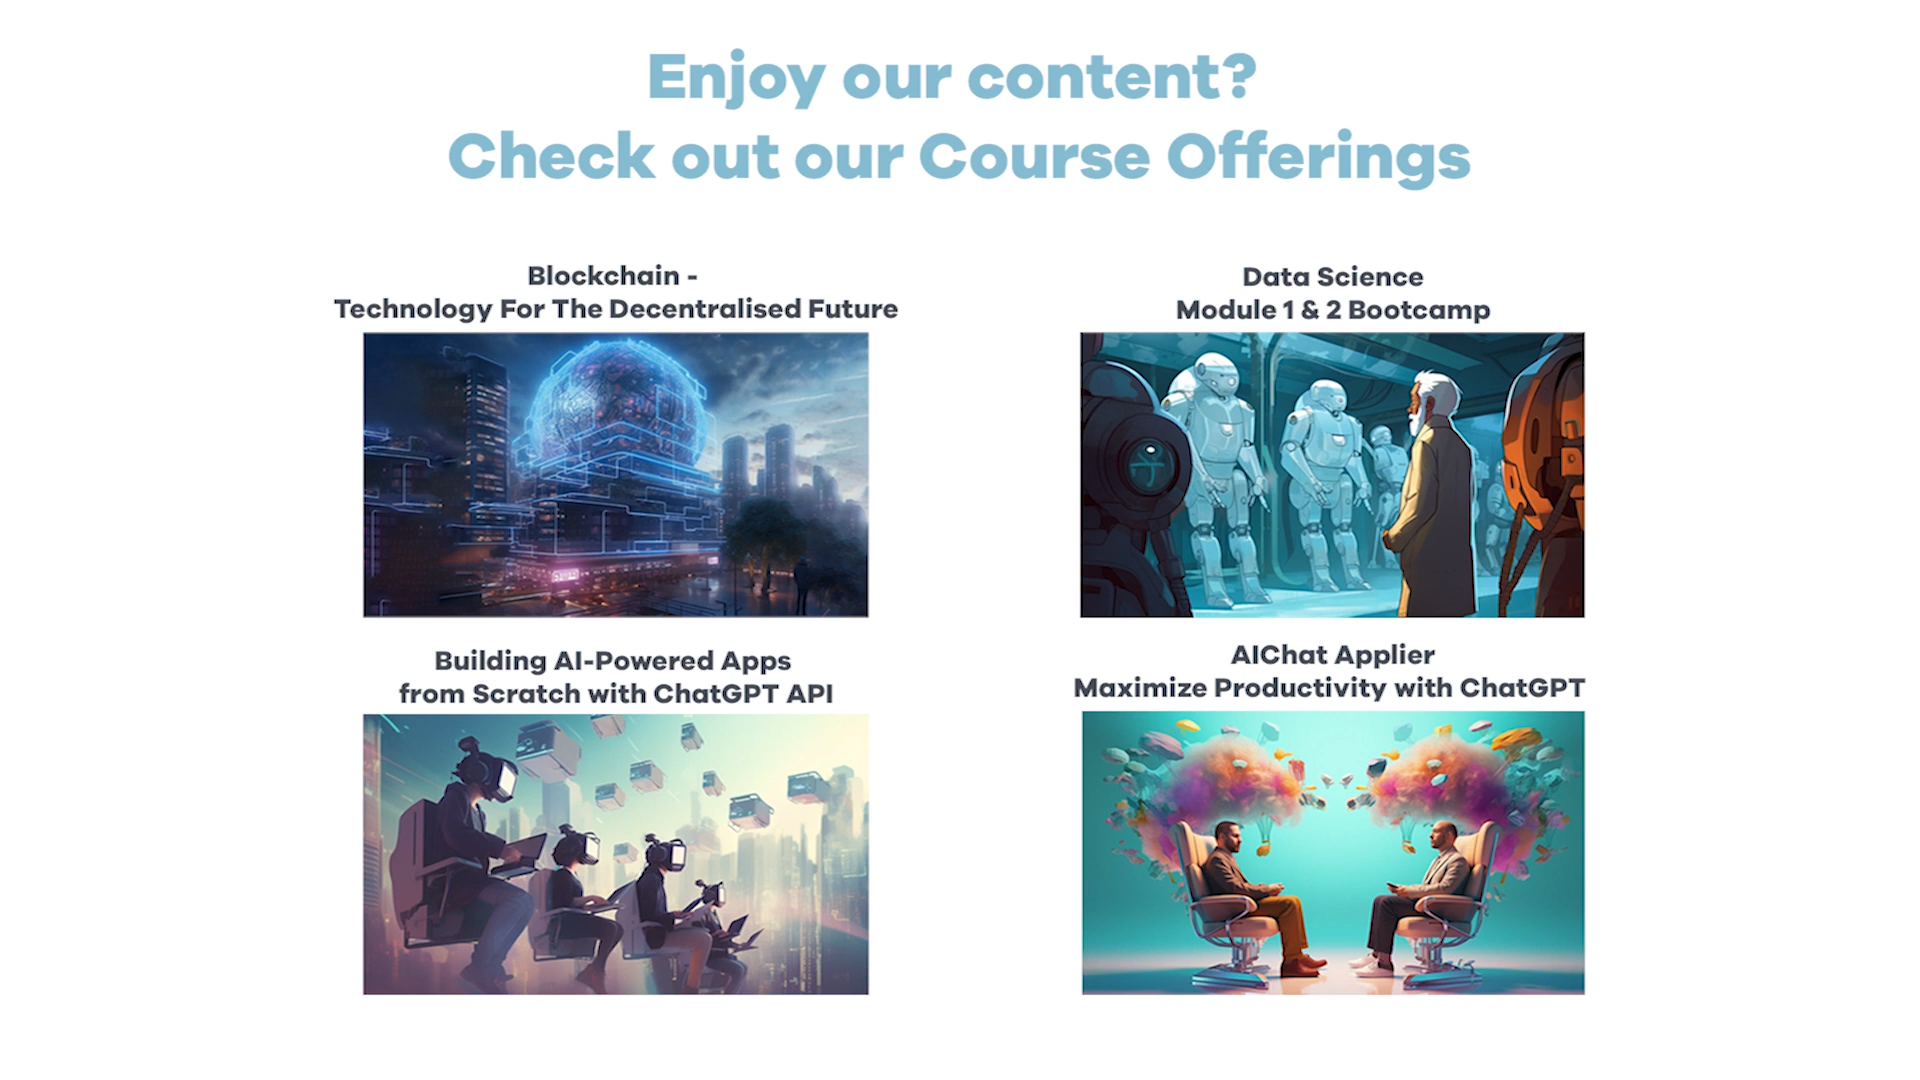 Enjoy our content?
Check out our Course Offerings
Blockchain -
Technology For The Decentralised Future
Data Science
Module 1 & 2 Bootcamp
Building AI-Powered Apps
from Scratch with ChatGPT API
AIChat Applier
Maximize Productivity with ChatGPT